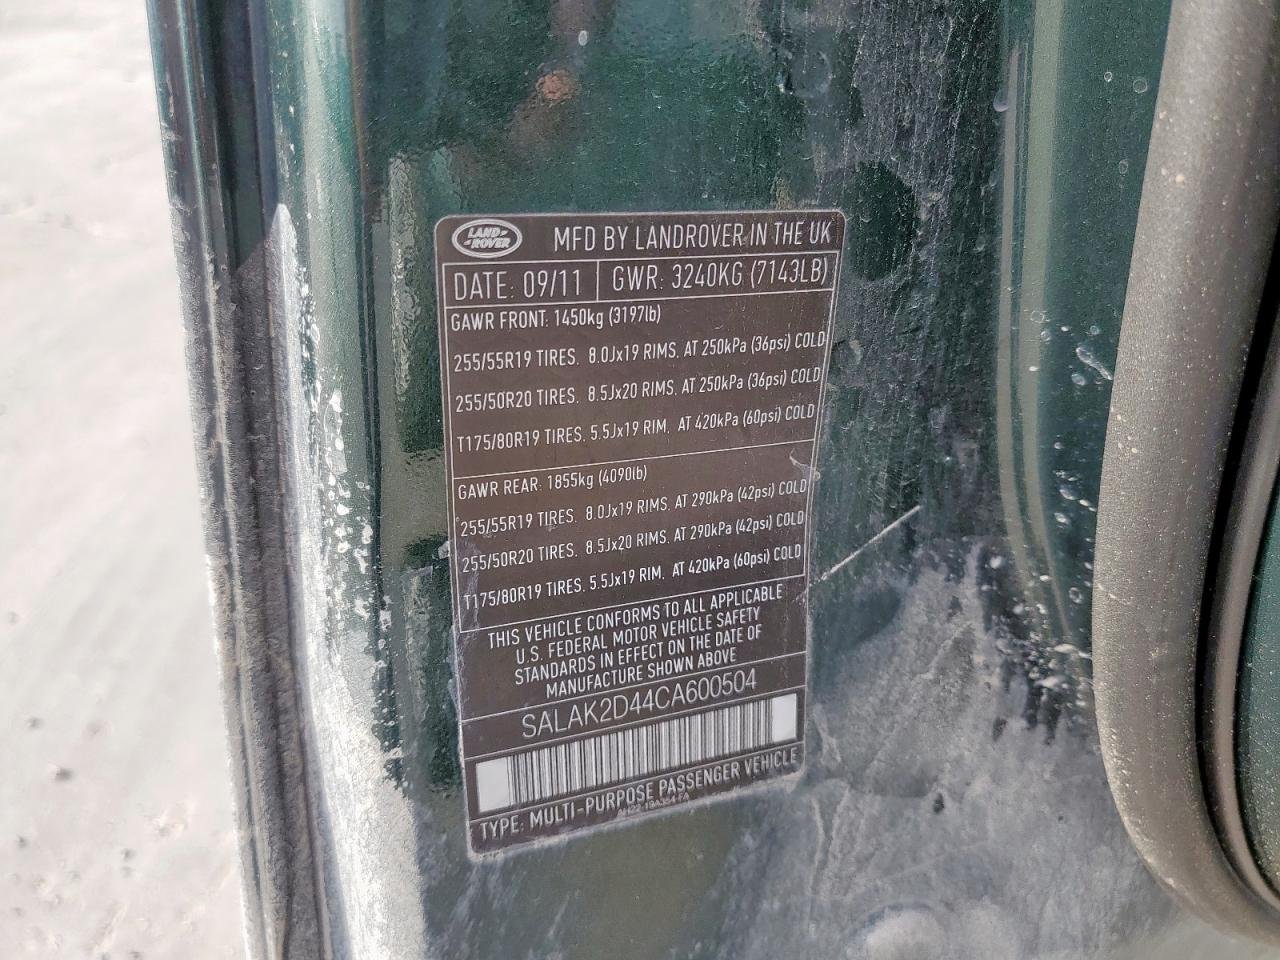 LAND
ROVER
MFD BY LANDROVER IN THE UK
DATE: 09/11 GWR: 3240KG (7143LB)
GAWR FRONT: 1450kg (3197lb)
255/55R19 TIRES, 8.0Jx19 RIMS, AT 250kPa (36psi) COLD
255/50R20 TIRES, 8.5Jx20 RIMS, AT 250kPa (36psi) COLD
T175/80R19 TIRES, 5.5Jx19 RIM, AT 420kPa (60psi) COLD
GAWR REAR: 1855kg (4090lb)
255/55R19 TIRES, 8.0Jx19 RIMS, AT 290kPa (42psi) COLD
255/50R20 TIRES, 8.5Jx20 RIMS, AT 290kPa (42psi) COLD
T175/80R19 TIRES, 5.5Jx19 RIM, AT 420kPa (60psi) COLD
THIS VEHICLE CONFORMS TO ALL APPLICABLE
U.S. FEDERAL MOTOR VEHICLE SAFETY
STANDARDS IN EFFECT ON THE DATE OF
MANUFACTURE SHOWN ABOVE
SALAK2D44CA600504
TYPE: MULTI-PURPOSE PASSENGER VEHICLE